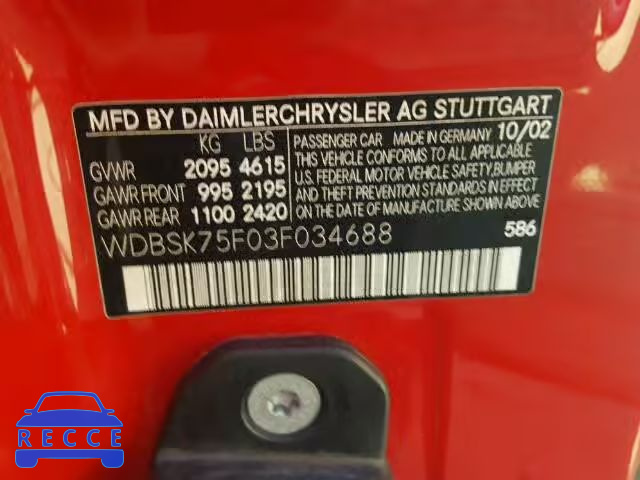 MFD BY DAIMLERCHRYSLER AG STUTTGART
KG LBS
GVWR 2095 4615
GAWR FRONT 995 2195
GAWR REAR 1100 2420
PASSENGER CAR MADE IN GERMANY 10/02
THIS VEHICLE CONFORMS TO ALL APPLICABLE
U.S. FEDERAL MOTOR VEHICLE SAFETY, BUMPER
AND THEFT PREVENTION STANDARDS IN EFFECT
ON THE DATE OF MANUFACTURE SHOWN ABOVE
WDBSK75F03F034688
586
RECCE